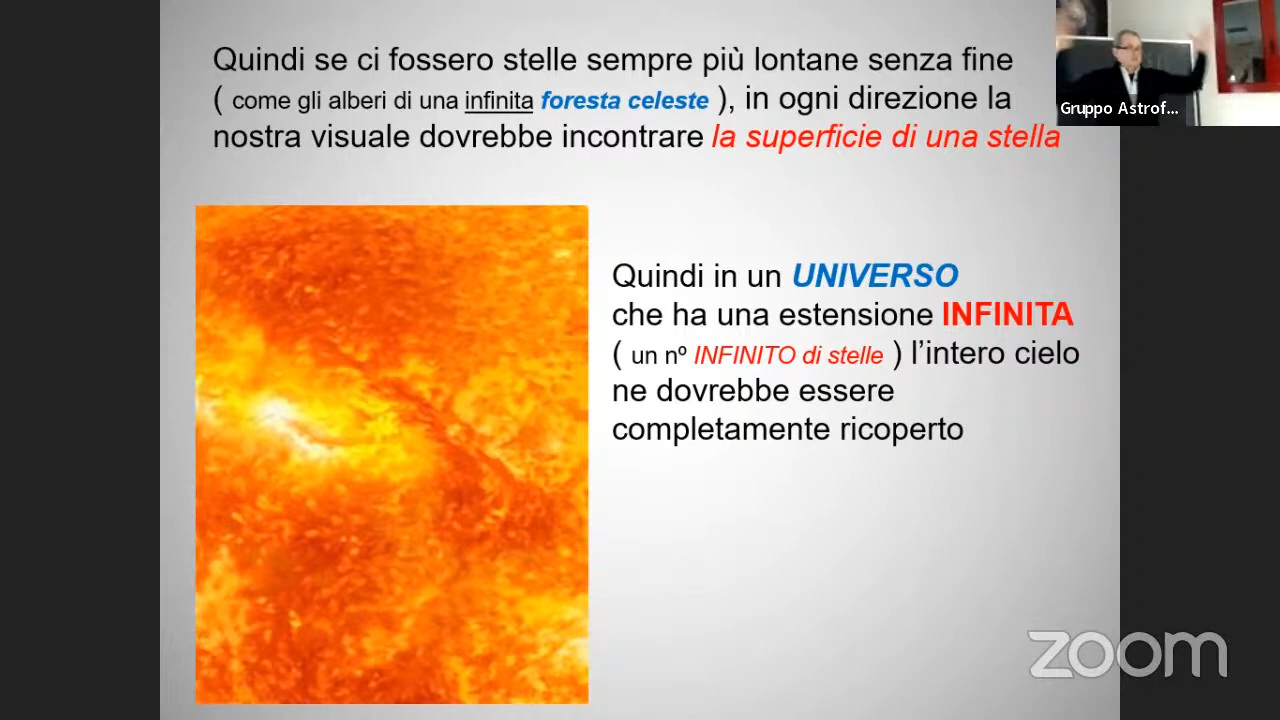 Quindi se ci fossero stelle sempre più lontane senza fine
( come gli alberi di una infinita foresta celeste ), in ogni direzione la
nostra visuale dovrebbe incontrare la superficie di una stella
Gruppo Astrof...
Quindi in un UNIVERSO
che ha una estensione INFINITA
( un nº INFINITO di stelle ) l’intero cielo
ne dovrebbe essere
completamente ricoperto
zoom